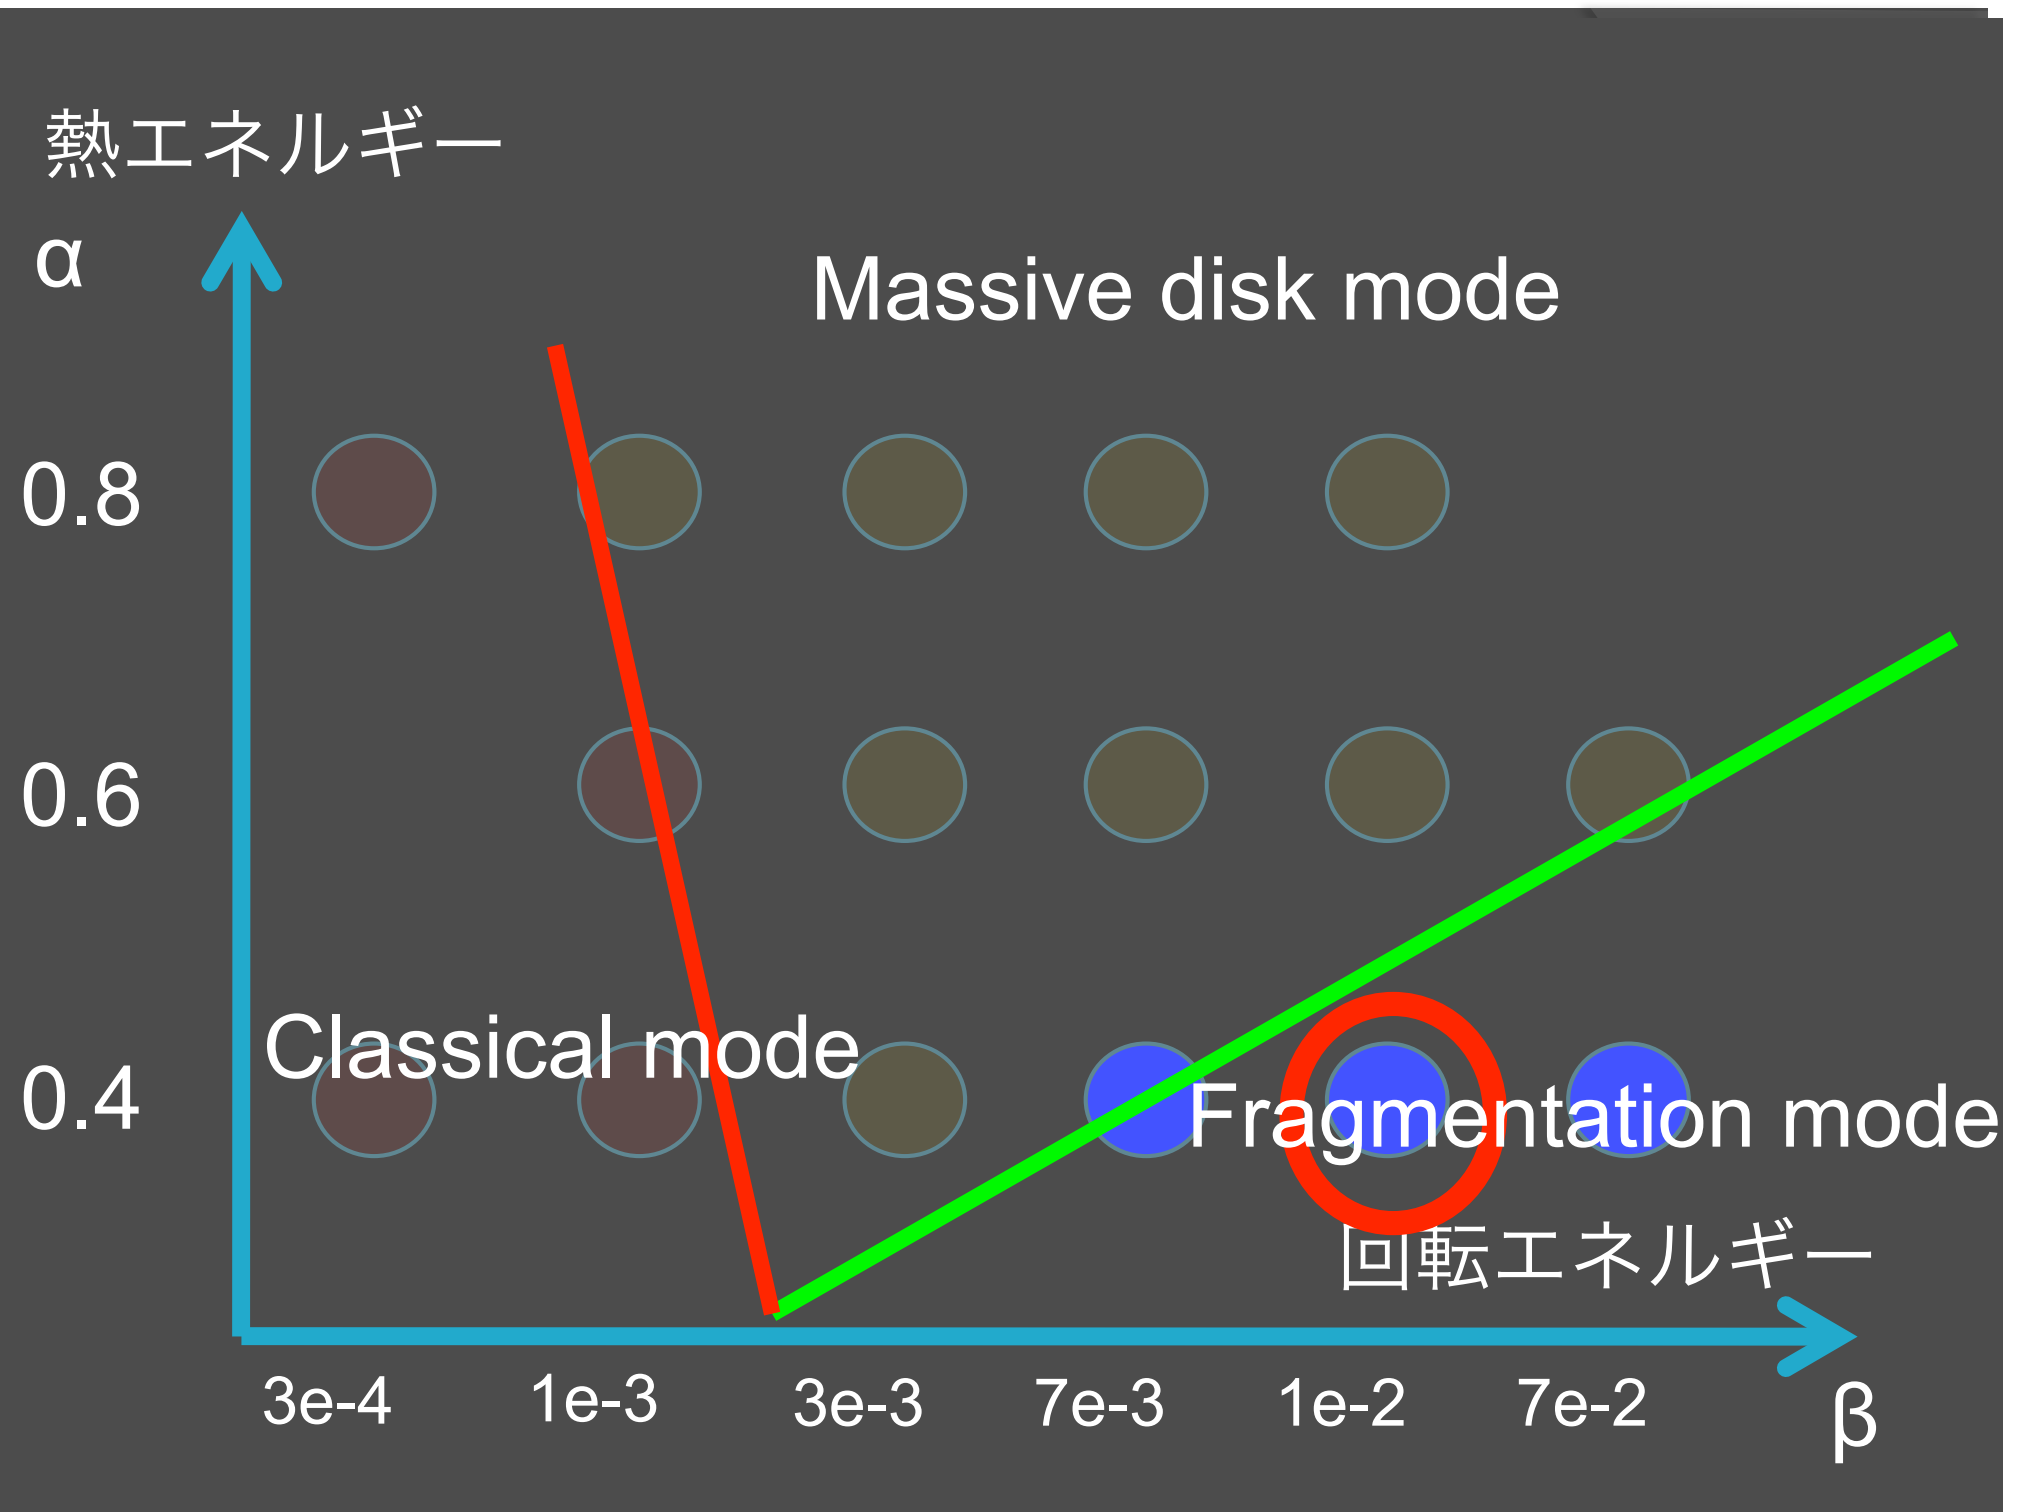 熱エネルギー
α
Massive disk mode
0.8
0.6
Classical mode
0.4
Fragmentation mode
回転エネルギー
3e-4 1e-3 3e-3 7e-3 1e-2 7e-2 β